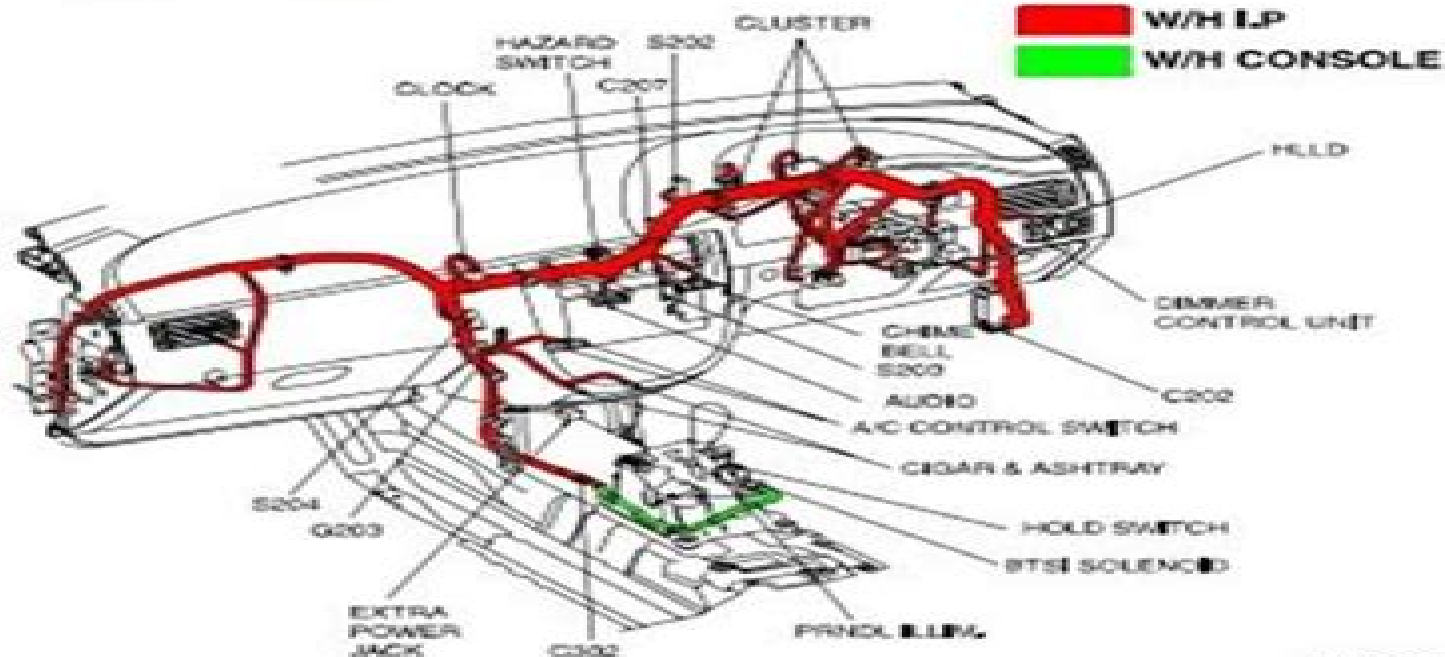 W/H I.P
W/H CONSOLE
CLUSTER
HAZARD
SWITCH
S202
CLOCK
C207
HLLD
DIMMER
CONTROL UNIT
CHIME
BELL
S203
C202
AUDIO
A/C CONTROL SWITCH
CIGAR & ASHTRAY
S204
G203
HOLD SWITCH
BTSI SOLENOID
EXTRA
POWER
JACK
C302
PRNDL ILLUM.